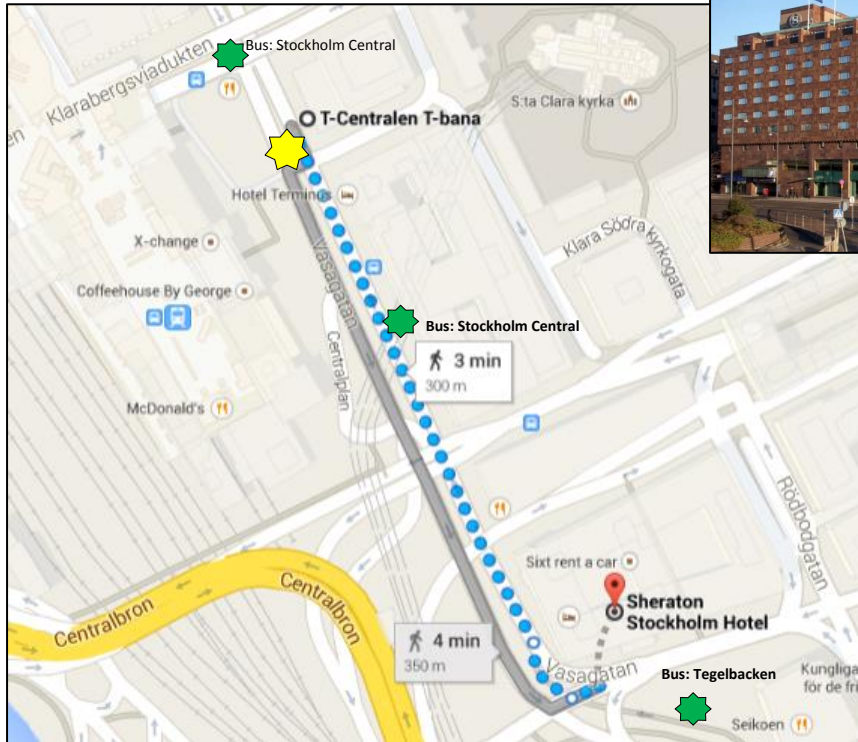 Bus: Stockholm Central
Klarabergsviadukten
T-Centralen T-bana
S:ta Clara kyrka
Hotel Terminus
X-change
Vasagatan
Klara Södra kyrkogata
Coffeehouse By George
Bus: Stockholm Central
3 min
300 m
Centralplan
McDonald's
Rödbodgatan
Sixt rent a car
Centralbron
Centralbron
Sheraton
Stockholm Hotel
4 min
350 m
Vasagatan
Bus: Tegelbacken
Kungliga
för de fri
Seikoen